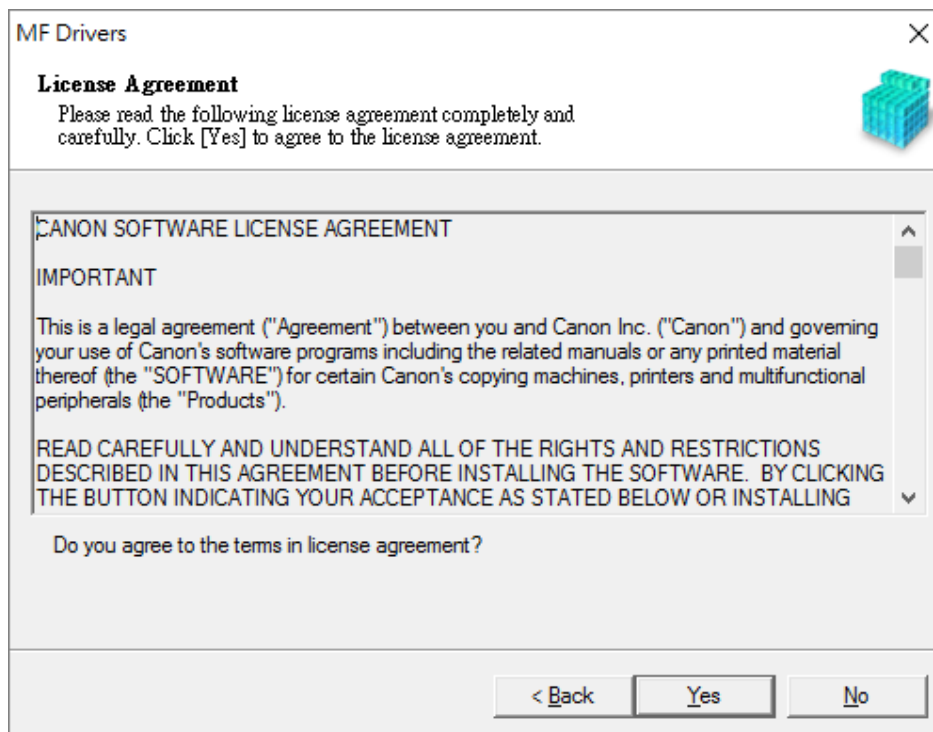 MF Drivers
License Agreement
Please read the following license agreement completely and
carefully. Click [Yes] to agree to the license agreement.
CANON SOFTWARE LICENSE AGREEMENT
IMPORTANT
This is a legal agreement ("Agreement") between you and Canon Inc. ("Canon") and governing
your use of Canon's software programs including the related manuals or any printed material
thereof (the "SOFTWARE") for certain Canon's copying machines, printers and multifunctional
peripherals (the "Products").
READ CAREFULLY AND UNDERSTAND ALL OF THE RIGHTS AND RESTRICTIONS
DESCRIBED IN THIS AGREEMENT BEFORE INSTALLING THE SOFTWARE.  BY CLICKING
THE BUTTON INDICATING YOUR ACCEPTANCE AS STATED BELOW OR INSTALLING
Do you agree to the terms in license agreement?
< Back
Yes
No